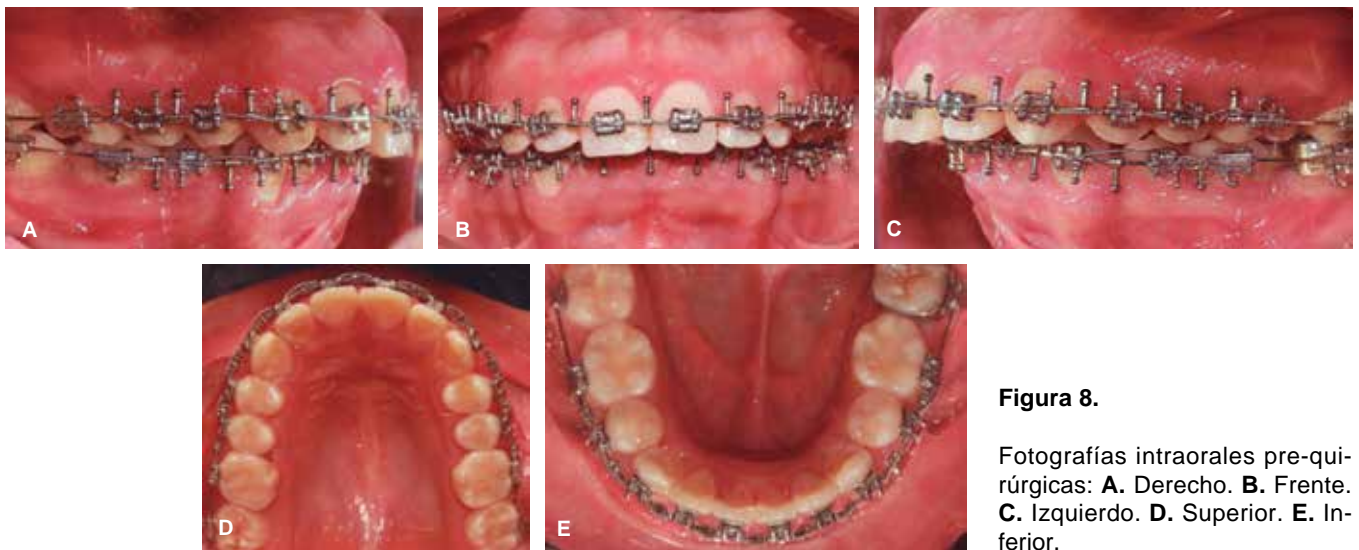 A
B
C
D
E
Figura 8.
Fotografías intraorales pre-qui-
rúrgicas: A. Derecho. B. Frente.
C. Izquierdo. D. Superior. E. In-
ferior.